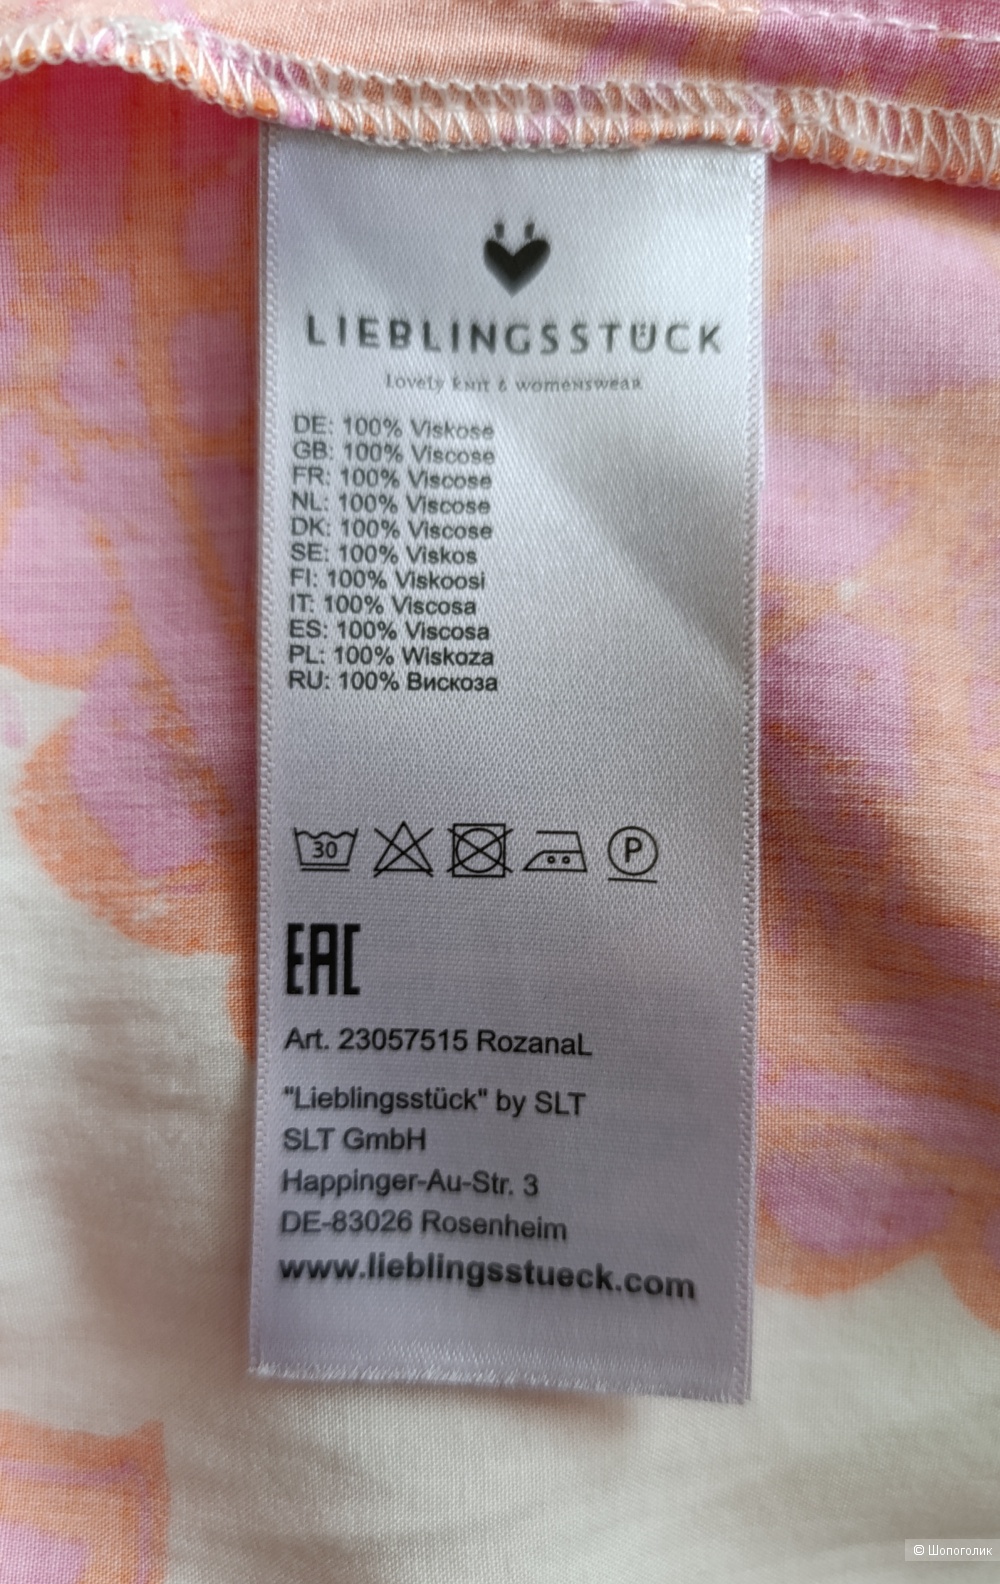 LIEBLINGSSTÜCK
Lovely knit & womenswear
DE: 100% Viskose
GB: 100% Viscose
FR: 100% Viscose
NL: 100% Viscose
DK: 100% Viscose
SE: 100% Viskos
FI: 100% Viskoosi
IT: 100% Viscosa
ES: 100% Viscosa
PL: 100% Wiskoza
RU: 100% Вискоза
30 P
EAC
Art. 23057515 RozanaL
"Lieblingsstück" by SLT
SLT GmbH
Happinger-Au-Str. 3
DE-83026 Rosenheim
www.lieblingsstueck.com
© Шопоголик